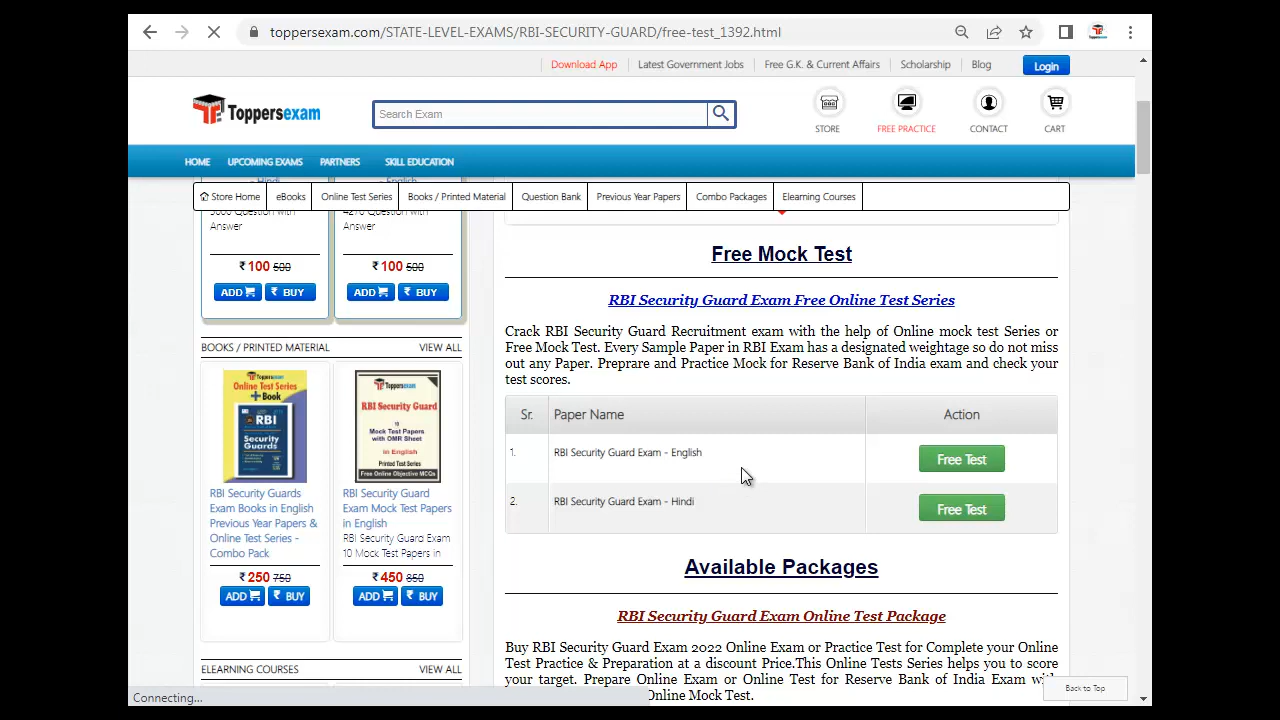 toppersexam.com/STATE-LEVEL-EXAMS/RBI-SECURITY-GUARD/free-test_1392.html
Download App
Latest Government Jobs
Free G.K. & Current Affairs
Scholarship
Blog
Login
Toppersexam
Search Exam
STORE
FREE PRACTICE
CONTACT
CART
HOME
UPCOMING EXAMS
PARTNERS
SKILL EDUCATION
Store Home
eBooks
Online Test Series
Books / Printed Material
Question Bank
Previous Year Papers
Combo Packages
Elearning Courses
- Hindi
- English
Question with
Answer
₹ 100 500
ADD
₹ BUY
4270 Question with
Answer
₹ 100 500
ADD
₹ BUY
BOOKS / PRINTED MATERIAL
VIEW ALL
Toppersexam
Online Test Series
+Book
RBI
Security
Guards
RBI Security Guards
Exam Books in English
Previous Year Papers &
Online Test Series -
Combo Pack
₹ 250 750
ADD
₹ BUY
Toppersexam
RBI Security Guard
Mock Test Papers
with OMR Sheet
in English
Printed Test Series
Free Online Objective MCQs
RBI Security Guard
Exam Mock Test Papers
in English
RBI Security Guard Exam
10 Mock Test Papers in
₹ 450 850
ADD
₹ BUY
ELEARNING COURSES
VIEW ALL
Free Mock Test
RBI Security Guard Exam Free Online Test Series
Crack RBI Security Guard Recruitment exam with the help of Online mock test Series or
Free Mock Test. Every Sample Paper in RBI Exam has a designated weightage so do not miss
out any Paper. Preprare and Practice Mock for Reserve Bank of India exam and check your
test scores.
Sr.
Paper Name
Action
1.
RBI Security Guard Exam - English
Free Test
2.
RBI Security Guard Exam - Hindi
Free Test
Available Packages
RBI Security Guard Exam Online Test Package
Buy RBI Security Guard Exam 2022 Online Exam or Practice Test for Complete your Online
Test Practice & Preparation at a discount Price.This Online Test Series helps you to score
your target. Prepare Online Exam or Online Test for Reserve Bank of India Exam with
Online Mock Test.
Back to Top
Connecting...